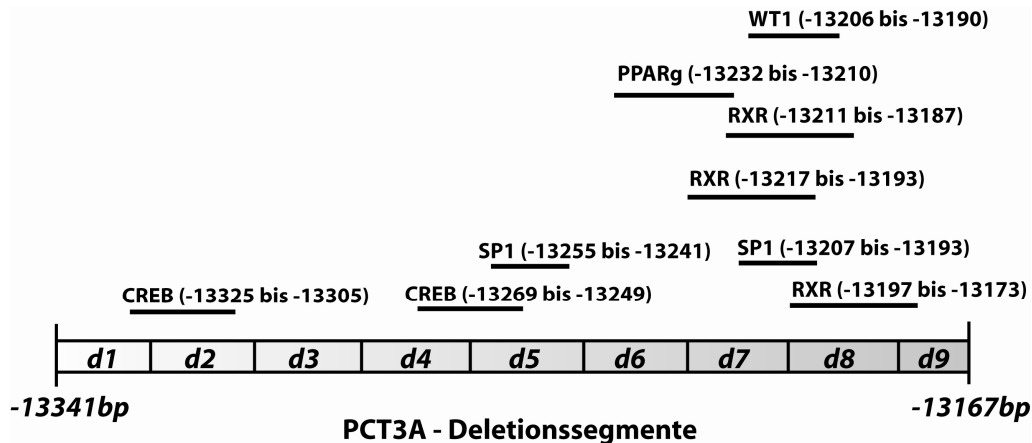 WT1 (-13206 bis -13190)
PPARg (-13232 bis -13210)
RXR (-13211 bis -13187)
RXR (-13217 bis -13193)
SP1 (-13255 bis -13241)
SP1 (-13207 bis -13193)
CREB (-13325 bis -13305)
CREB (-13269 bis -13249)
RXR (-13197 bis -13173)
d1 d2 d3 d4 d5 d6 d7 d8 d9
-13341bp
-13167bp
PCT3A - Deletionssegmente